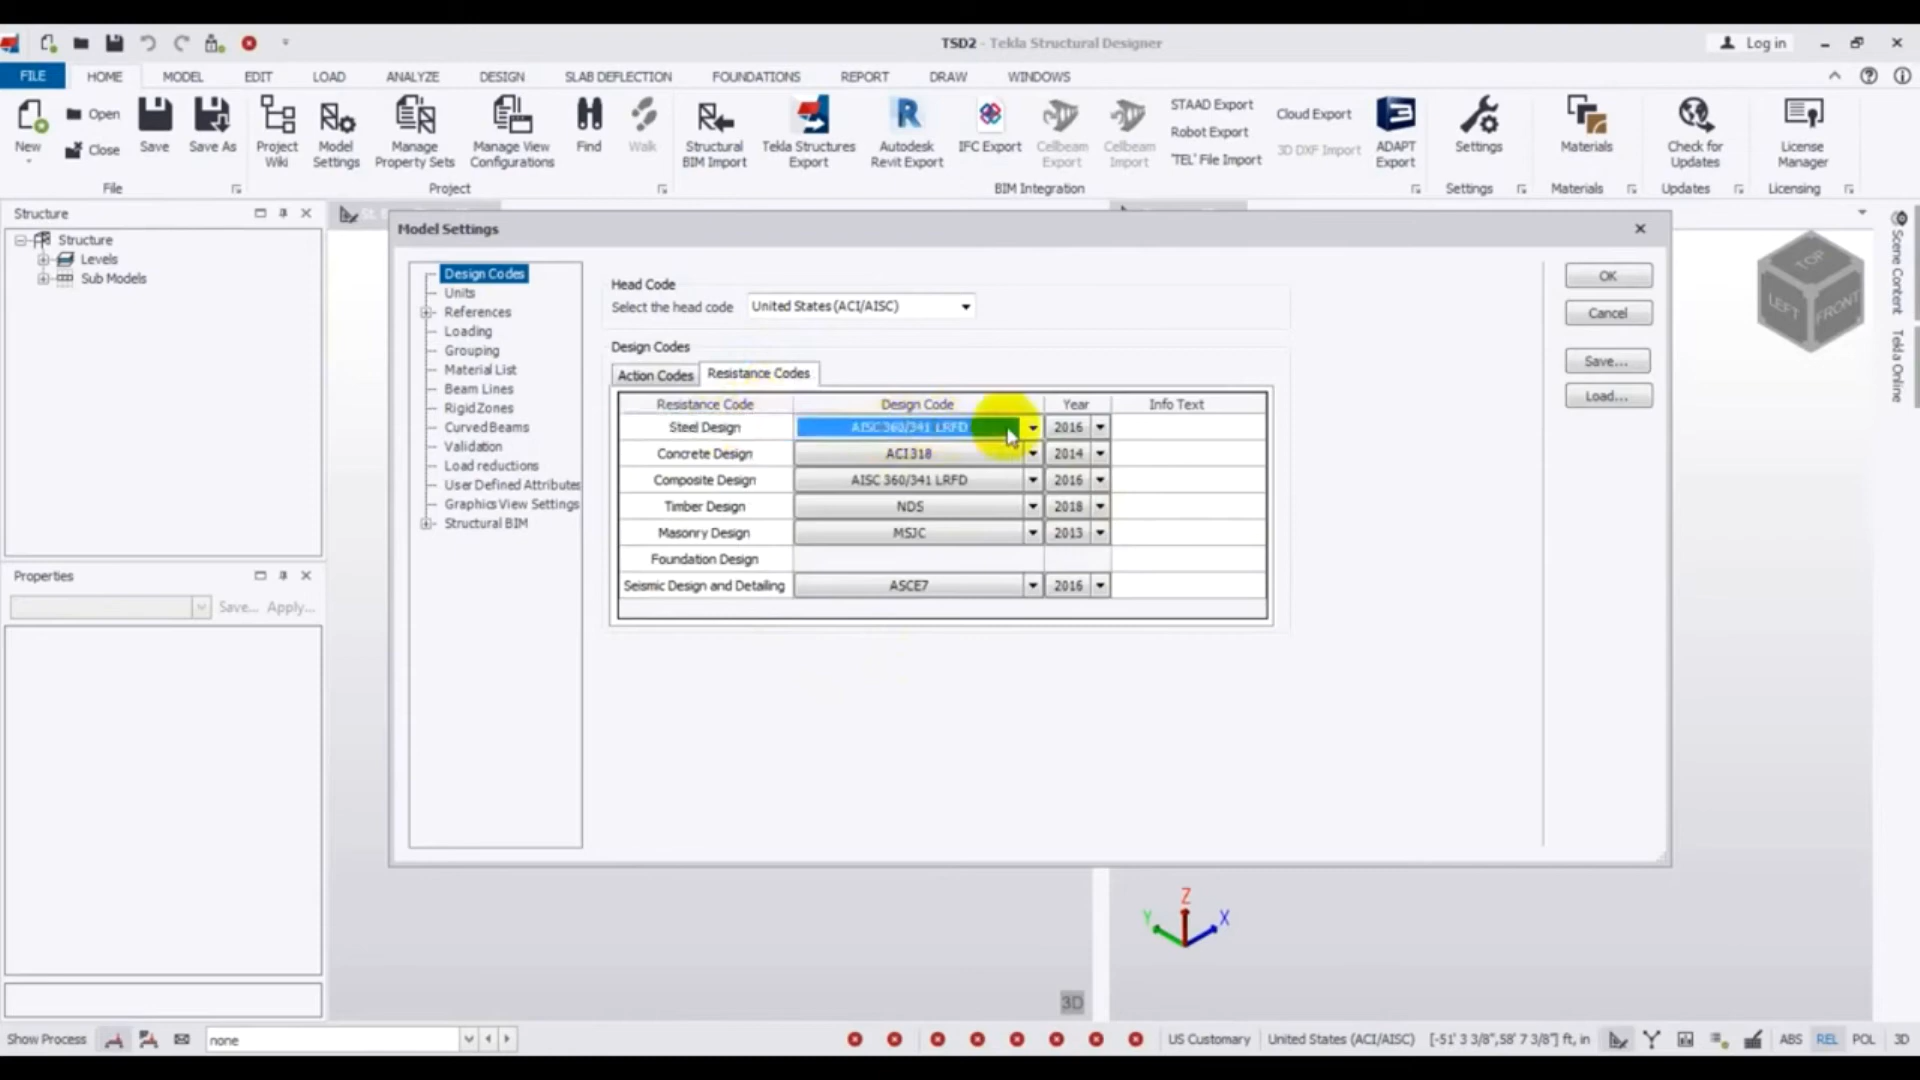 TSD2 - Tekla Structural Designer
Log in
FILE HOME MODEL EDIT LOAD ANALYZE DESIGN SLAB DEFLECTION FOUNDATIONS REPORT DRAW WINDOWS
New
Open
Close
Save
Save As
Project Wiki
Model Settings
Manage Property Sets
Manage View Configurations
Find
Walk
Structural BIM Import
Tekla Structures Export
Autodesk Revit Export
IFC Export
Cellbeam Export
Cellbeam Import
STAAD Export
Robot Export
'TEL' File Import
Cloud Export
3D DXF Import
ADAPT Export
Settings
Materials
Check for Updates
License Manager
File
Project
BIM Integration
Settings
Materials
Updates
Licensing
Structure
Structure
Levels
Sub Models
Properties
Save... Apply...
Model Settings
Design Codes
Units
References
Loading
Grouping
Material List
Beam Lines
Rigid Zones
Curved Beams
Validation
Load reductions
User Defined Attributes
Graphics View Settings
Structural BIM
Head Code
Select the head code United States (ACI/AISC)
Design Codes
Action Codes Resistance Codes
Resistance Code Design Code Year Info Text
Steel Design AISC 360/341 LRFD 2016
Concrete Design ACI 318 2014
Composite Design AISC 360/341 LRFD 2016
Timber Design NDS 2018
Masonry Design MSJC 2013
Foundation Design
Seismic Design and Detailing ASCE7 2016
OK
Cancel
Save...
Load...
TOP
LEFT
FRONT
Scene Content
Tekla Online
Z
Y
X
3D
Show Process
none
US Customary United States (ACI/AISC) [-51' 3 3/8",58' 7 3/8"] ft, in
ABS REL POL 3D